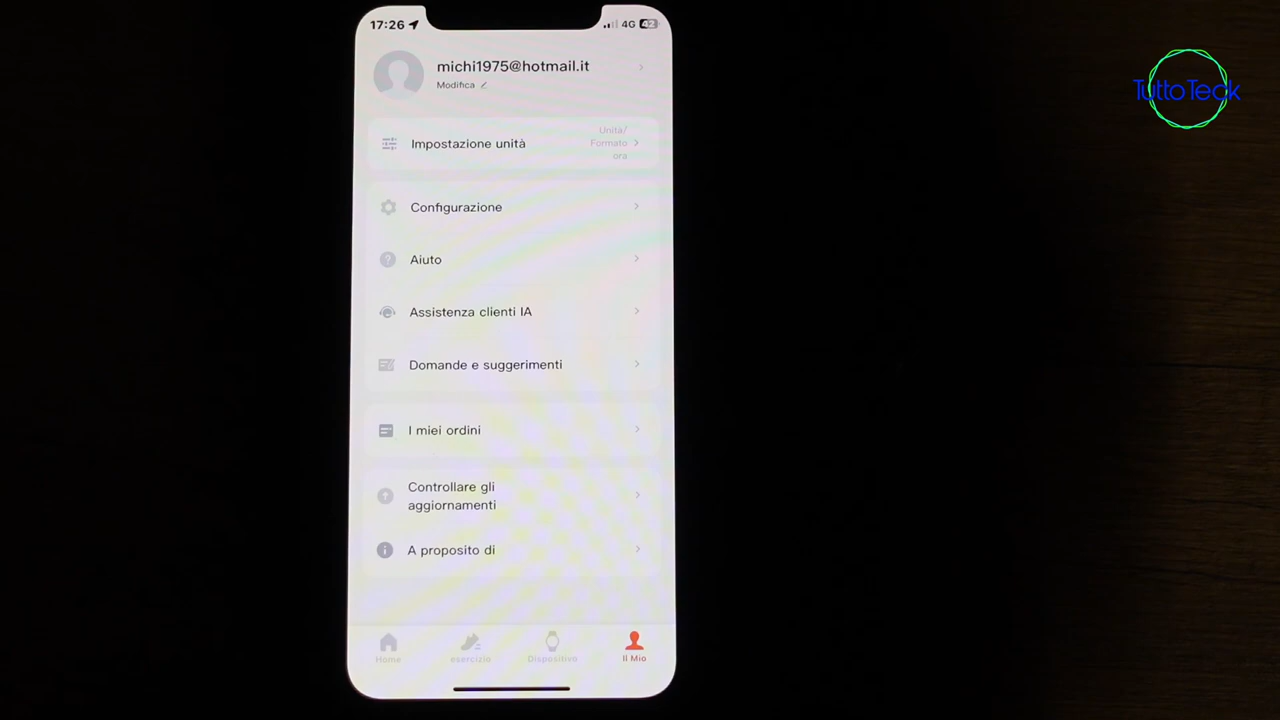 17:26
4G 42
TuttoTeck
michi1975@hotmail.it
Modifica
Impostazione unità
Unità/
Formato
ora
Configurazione
Aiuto
Assistenza clienti IA
Domande e suggerimenti
I miei ordini
Controllare gli
aggiornamenti
A proposito di
Home
esercizio
Dispositivo
Il Mio